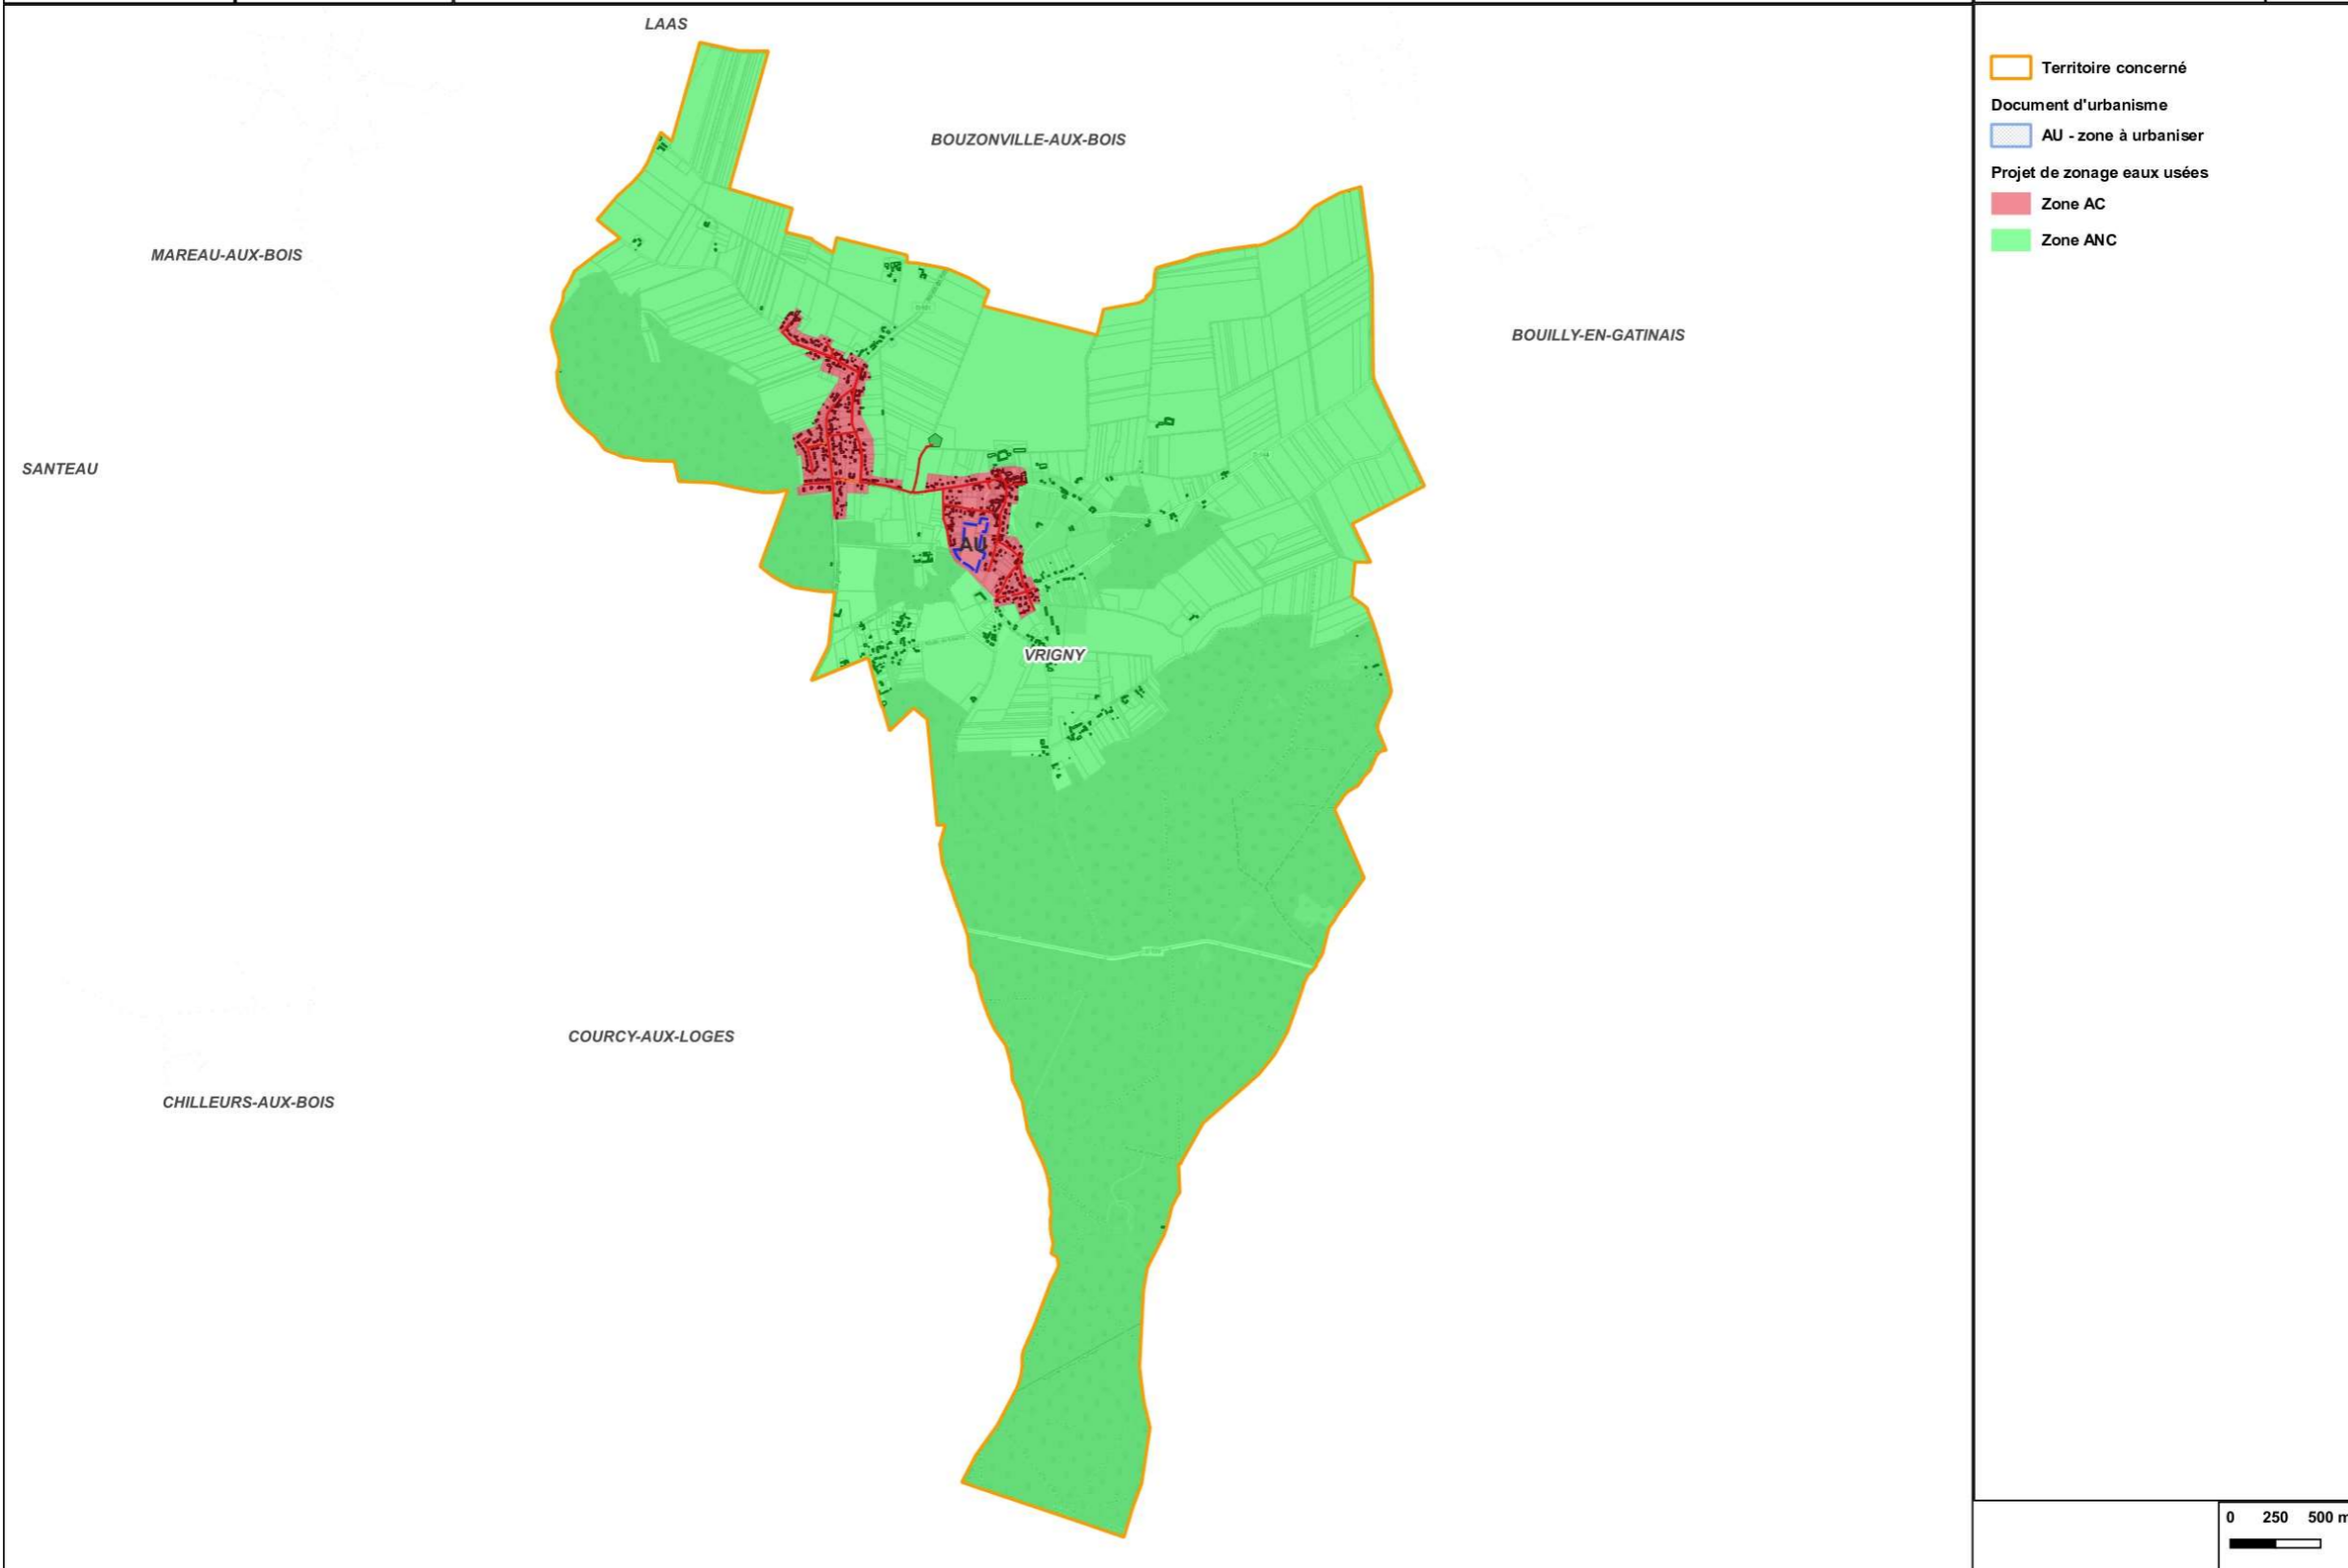 LAAS
BOUZONVILLE-AUX-BOIS
MAREAU-AUX-BOIS
BOUILLY-EN-GATINAIS
SANTEAU
AU
VRIGNY
COURCY-AUX-LOGES
CHILLEURS-AUX-BOIS
Territoire concerné
Document d'urbanisme
AU - zone à urbaniser
Projet de zonage eaux usées
Zone AC
Zone ANC
0 250 500 m